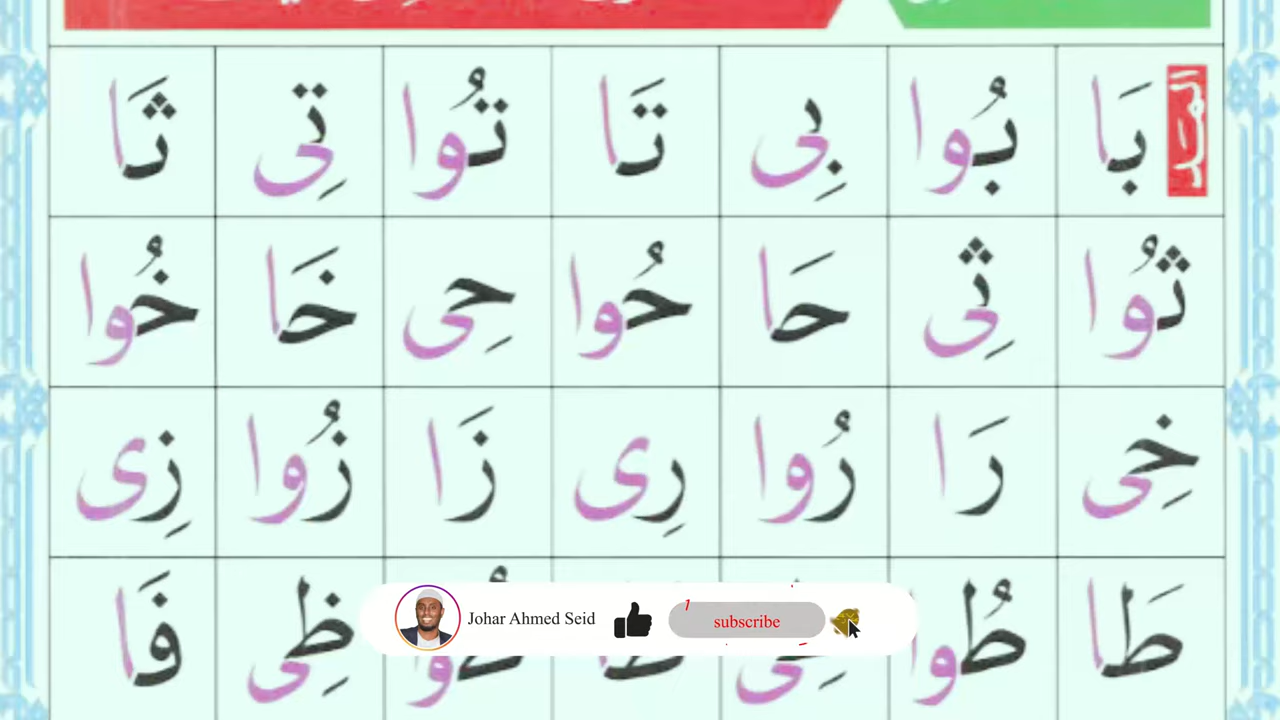 بَا بُوا بِى تَا تُوا تِى ثَا
ثُوا ثِى حَا حُوا حِى خَا خُوا
خِى رَا رُوا رِى زَا زُوا زِى
طَا طُوا ظِى فَا
Johar Ahmed Seid
subscribe